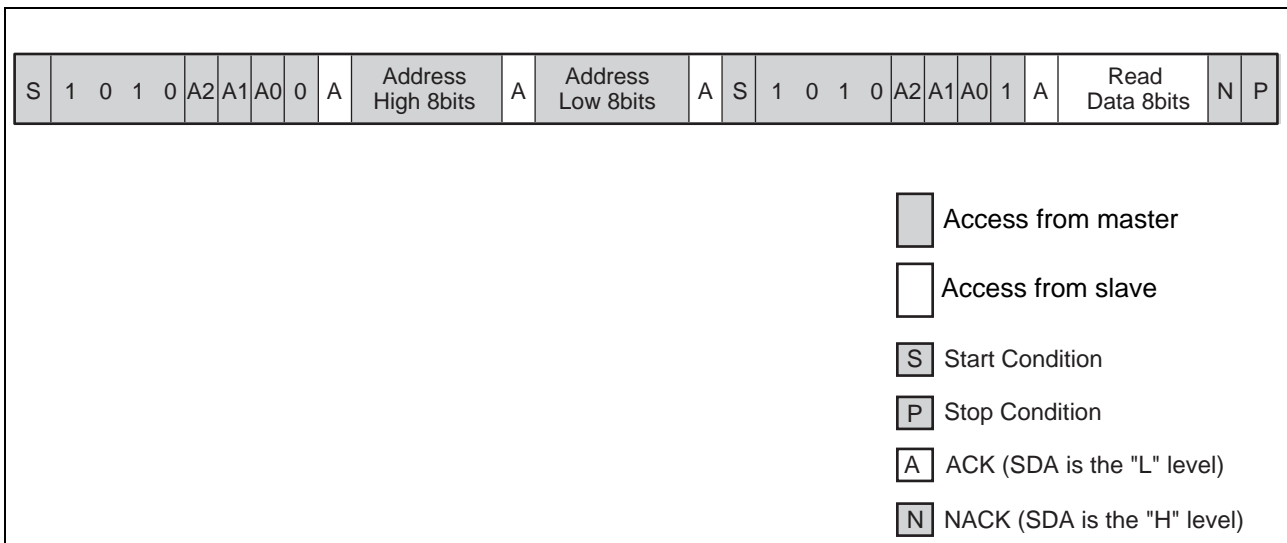 S 1 0 1 0 A2 A1 A0 0 A Address High 8bits A Address Low 8bits A S 1 0 1 0 A2 A1 A0 1 A Read Data 8bits N P
Access from master
Access from slave
S Start Condition
P Stop Condition
A ACK (SDA is the "L" level)
N NACK (SDA is the "H" level)